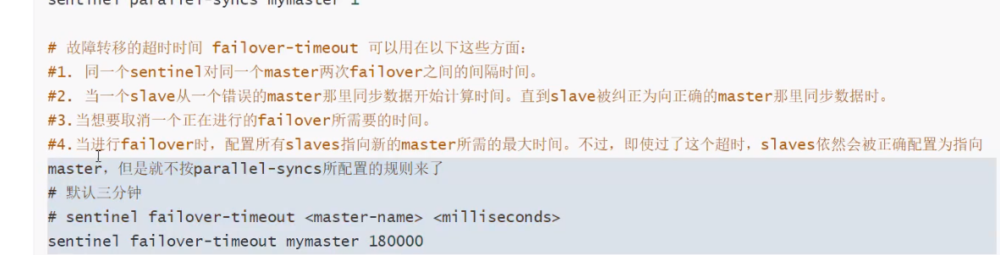 sentinel parallel-syncs mymaster 1
# 故障转移的超时时间 failover-timeout 可以用在以下这些方面:
#1. 同一个sentinel对同一个master两次failover之间的间隔时间。
#2. 当一个slave从一个错误的master那里同步数据开始计算时间。直到slave被纠正为向正确的master那里同步数据时。
#3.当想要取消一个正在进行的failover所需要的时间。
#4.当进行failover时，配置所有slaves指向新的master所需的最大时间。不过，即使过了这个超时，slaves依然会被正确配置为指向
master，但是就不按parallel-syncs所配置的规则来了
# 默认三分钟
# sentinel failover-timeout <master-name> <milliseconds>
sentinel failover-timeout mymaster 180000